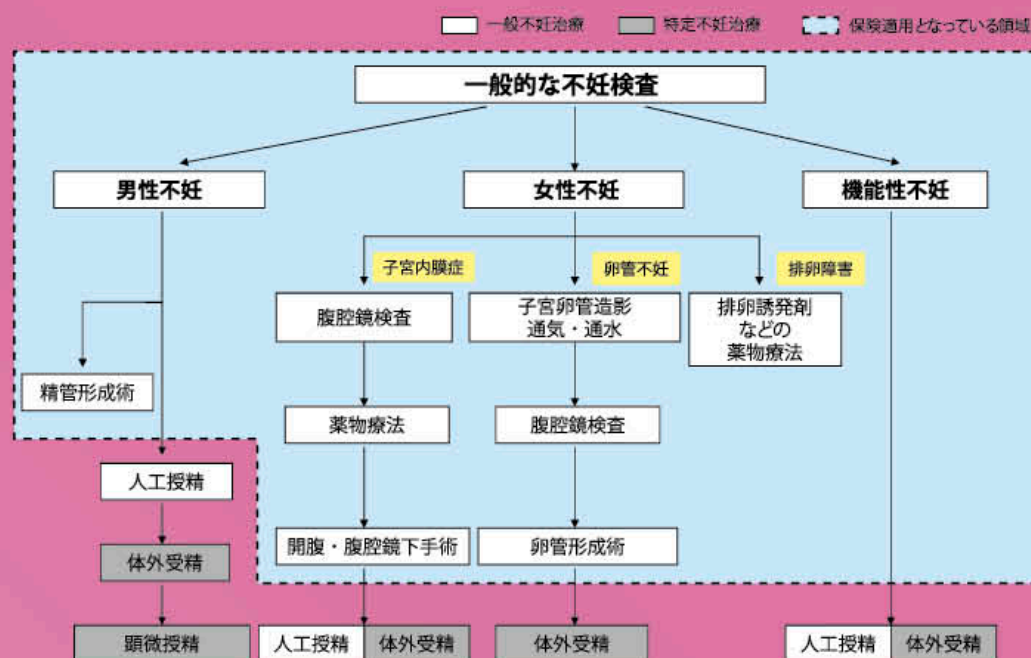 一般不妊治療
特定不妊治療
保険適用となっている領域
一般的な不妊検査
男性不妊
女性不妊
機能性不妊
子宮内膜症
卵管不妊
排卵障害
腹腔鏡検査
子宮卵管造影
通気・通水
排卵誘発剤
などの
薬物療法
精管形成術
薬物療法
腹腔鏡検査
人工授精
体外受精
開腹・腹腔鏡下手術
卵管形成術
顕微授精
人工授精
体外受精
体外受精
人工授精
体外受精